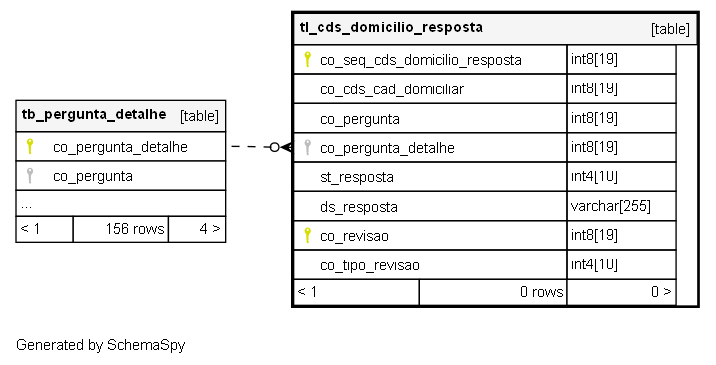 tl_cds_domicilio_resposta [table]
co_seq_cds_domicilio_resposta int8[19]
co_cds_cad_domiciliar int8[19]
co_pergunta int8[19]
co_pergunta_detalhe int8[19]
st_resposta int4[10]
ds_resposta varchar[255]
co_revisao int8[19]
co_tipo_revisao int4[10]
< 1 0 rows 0 >
tb_pergunta_detalhe [table]
co_pergunta_detalhe
co_pergunta
...
< 1 156 rows 4 >
Generated by SchemaSpy